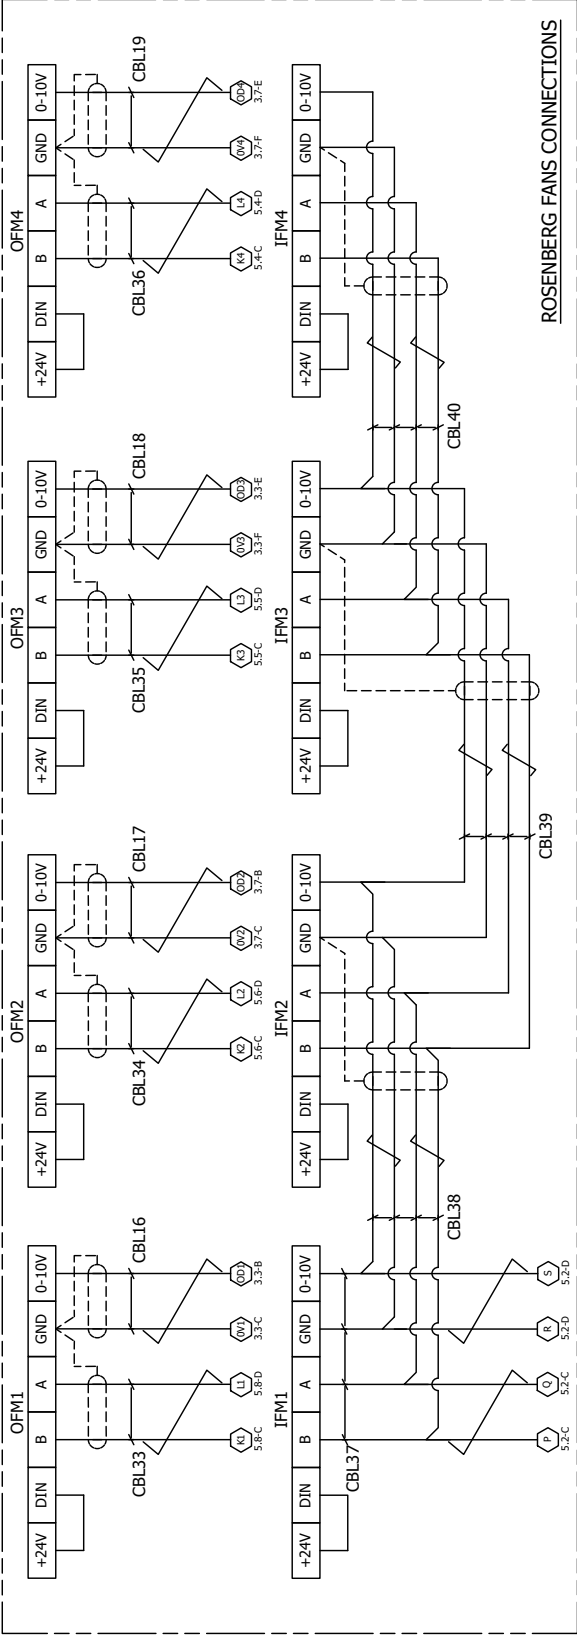 OFM1 OFM2 OFM3 OFM4
+24V DIN B A GND 0-10V +24V DIN B A GND 0-10V +24V DIN B A GND 0-10V +24V DIN B A GND 0-10V
CBL33 CBL16 CBL34 CBL17 CBL35 CBL18 CBL36 CBL19
K1 L1 0V1 OD1 K2 L2 0V2 OD2 K3 L3 0V3 OD3 K4 L4 0V4 OD4
5.8-C 5.8-D 3.3-C 3.3-B 5.6-C 5.6-D 3.7-C 3.7-B 5.5-C 5.5-D 3.3-F 3.3-E 5.4-C 5.4-D 3.7-F 3.7-E
IFM1 IFM2 IFM3 IFM4
+24V DIN B A GND 0-10V +24V DIN B A GND 0-10V +24V DIN B A GND 0-10V +24V DIN B A GND 0-10V
CBL37
CBL38 CBL40
CBL39
P Q R S
5.2-C 5.2-C 5.2-D 5.2-D
ROSENBERG FANS CONNECTIONS